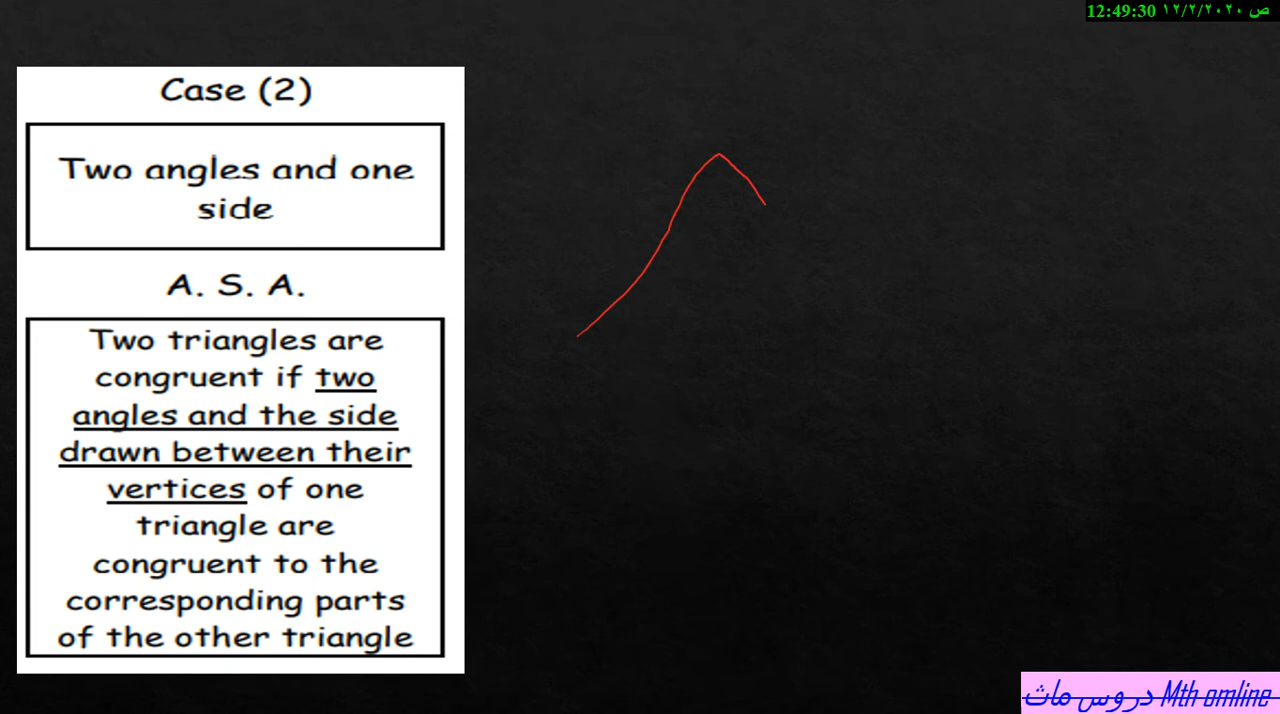 12:49:30 ١٢/٢/٢٠٢٠ ص
Case (2)
Two angles and one
side
A. S. A.
Two triangles are
congruent if two
angles and the side
drawn between their
vertices of one
triangle are
congruent to the
corresponding parts
of the other triangle
Mth omline دروس ماث